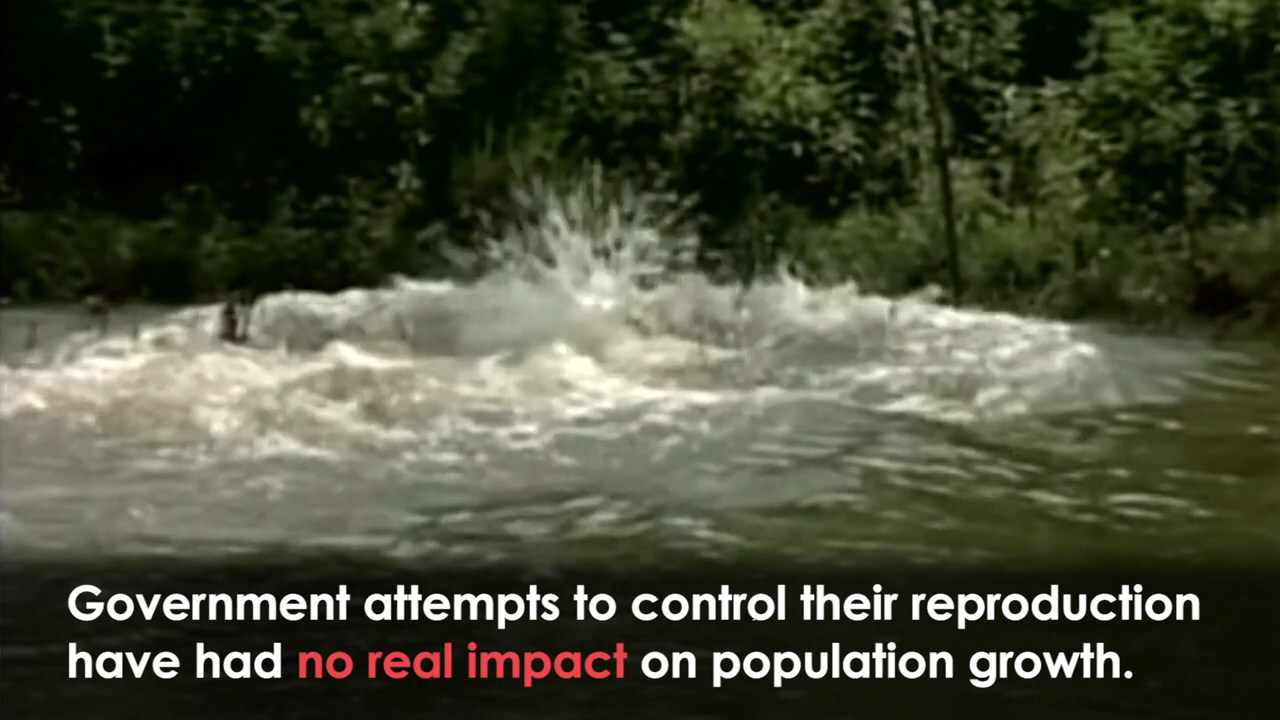 Government attempts to control their reproduction
have had no real impact on population growth.